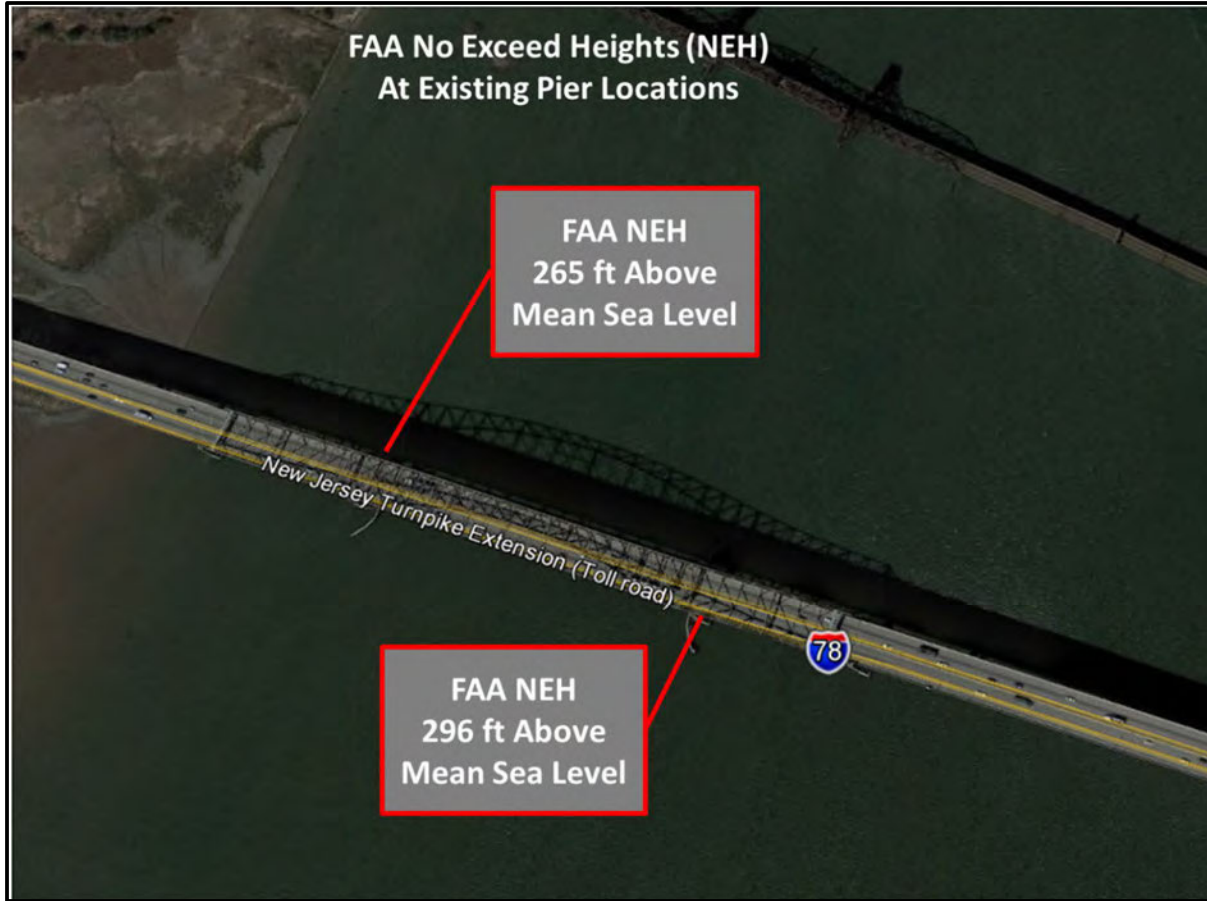 FAA No Exceed Heights (NEH)
At Existing Pier Locations
FAA NEH
265 ft Above
Mean Sea Level
New Jersey Turnpike Extension (Toll road)
78
FAA NEH
296 ft Above
Mean Sea Level